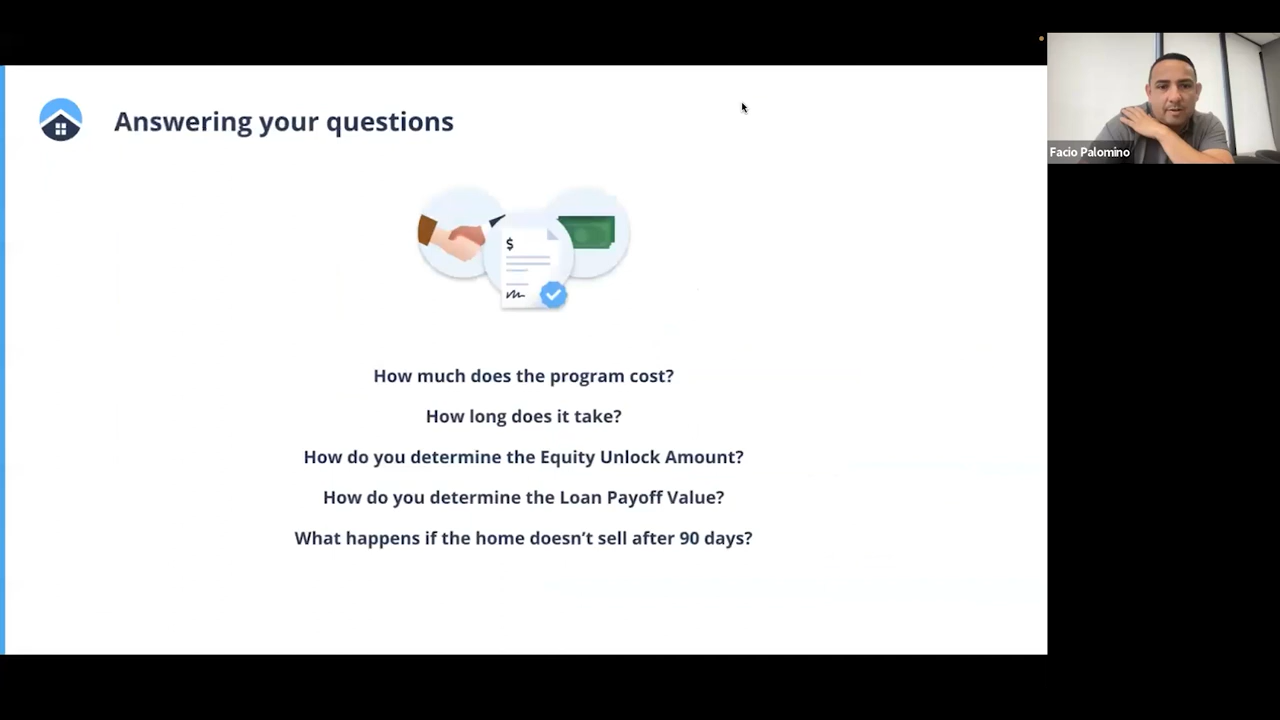 Answering your questions
Facio Palomino
$
How much does the program cost?
How long does it take?
How do you determine the Equity Unlock Amount?
How do you determine the Loan Payoff Value?
What happens if the home doesn’t sell after 90 days?